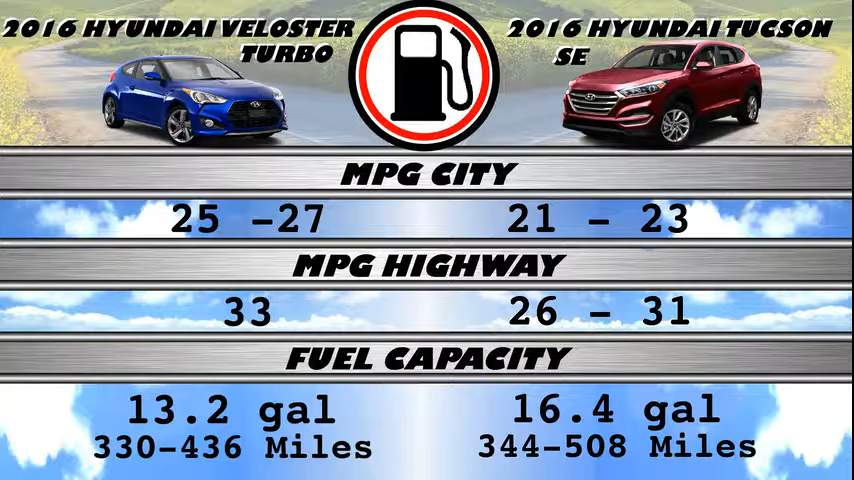 2016 HYUNDAI VELOSTER
TURBO
2016 HYUNDAI TUCSON
SE
MPG CITY
25 -27
21 - 23
MPG HIGHWAY
33
26 - 31
FUEL CAPACITY
13.2 gal
16.4 gal
330-436 Miles
344-508 Miles